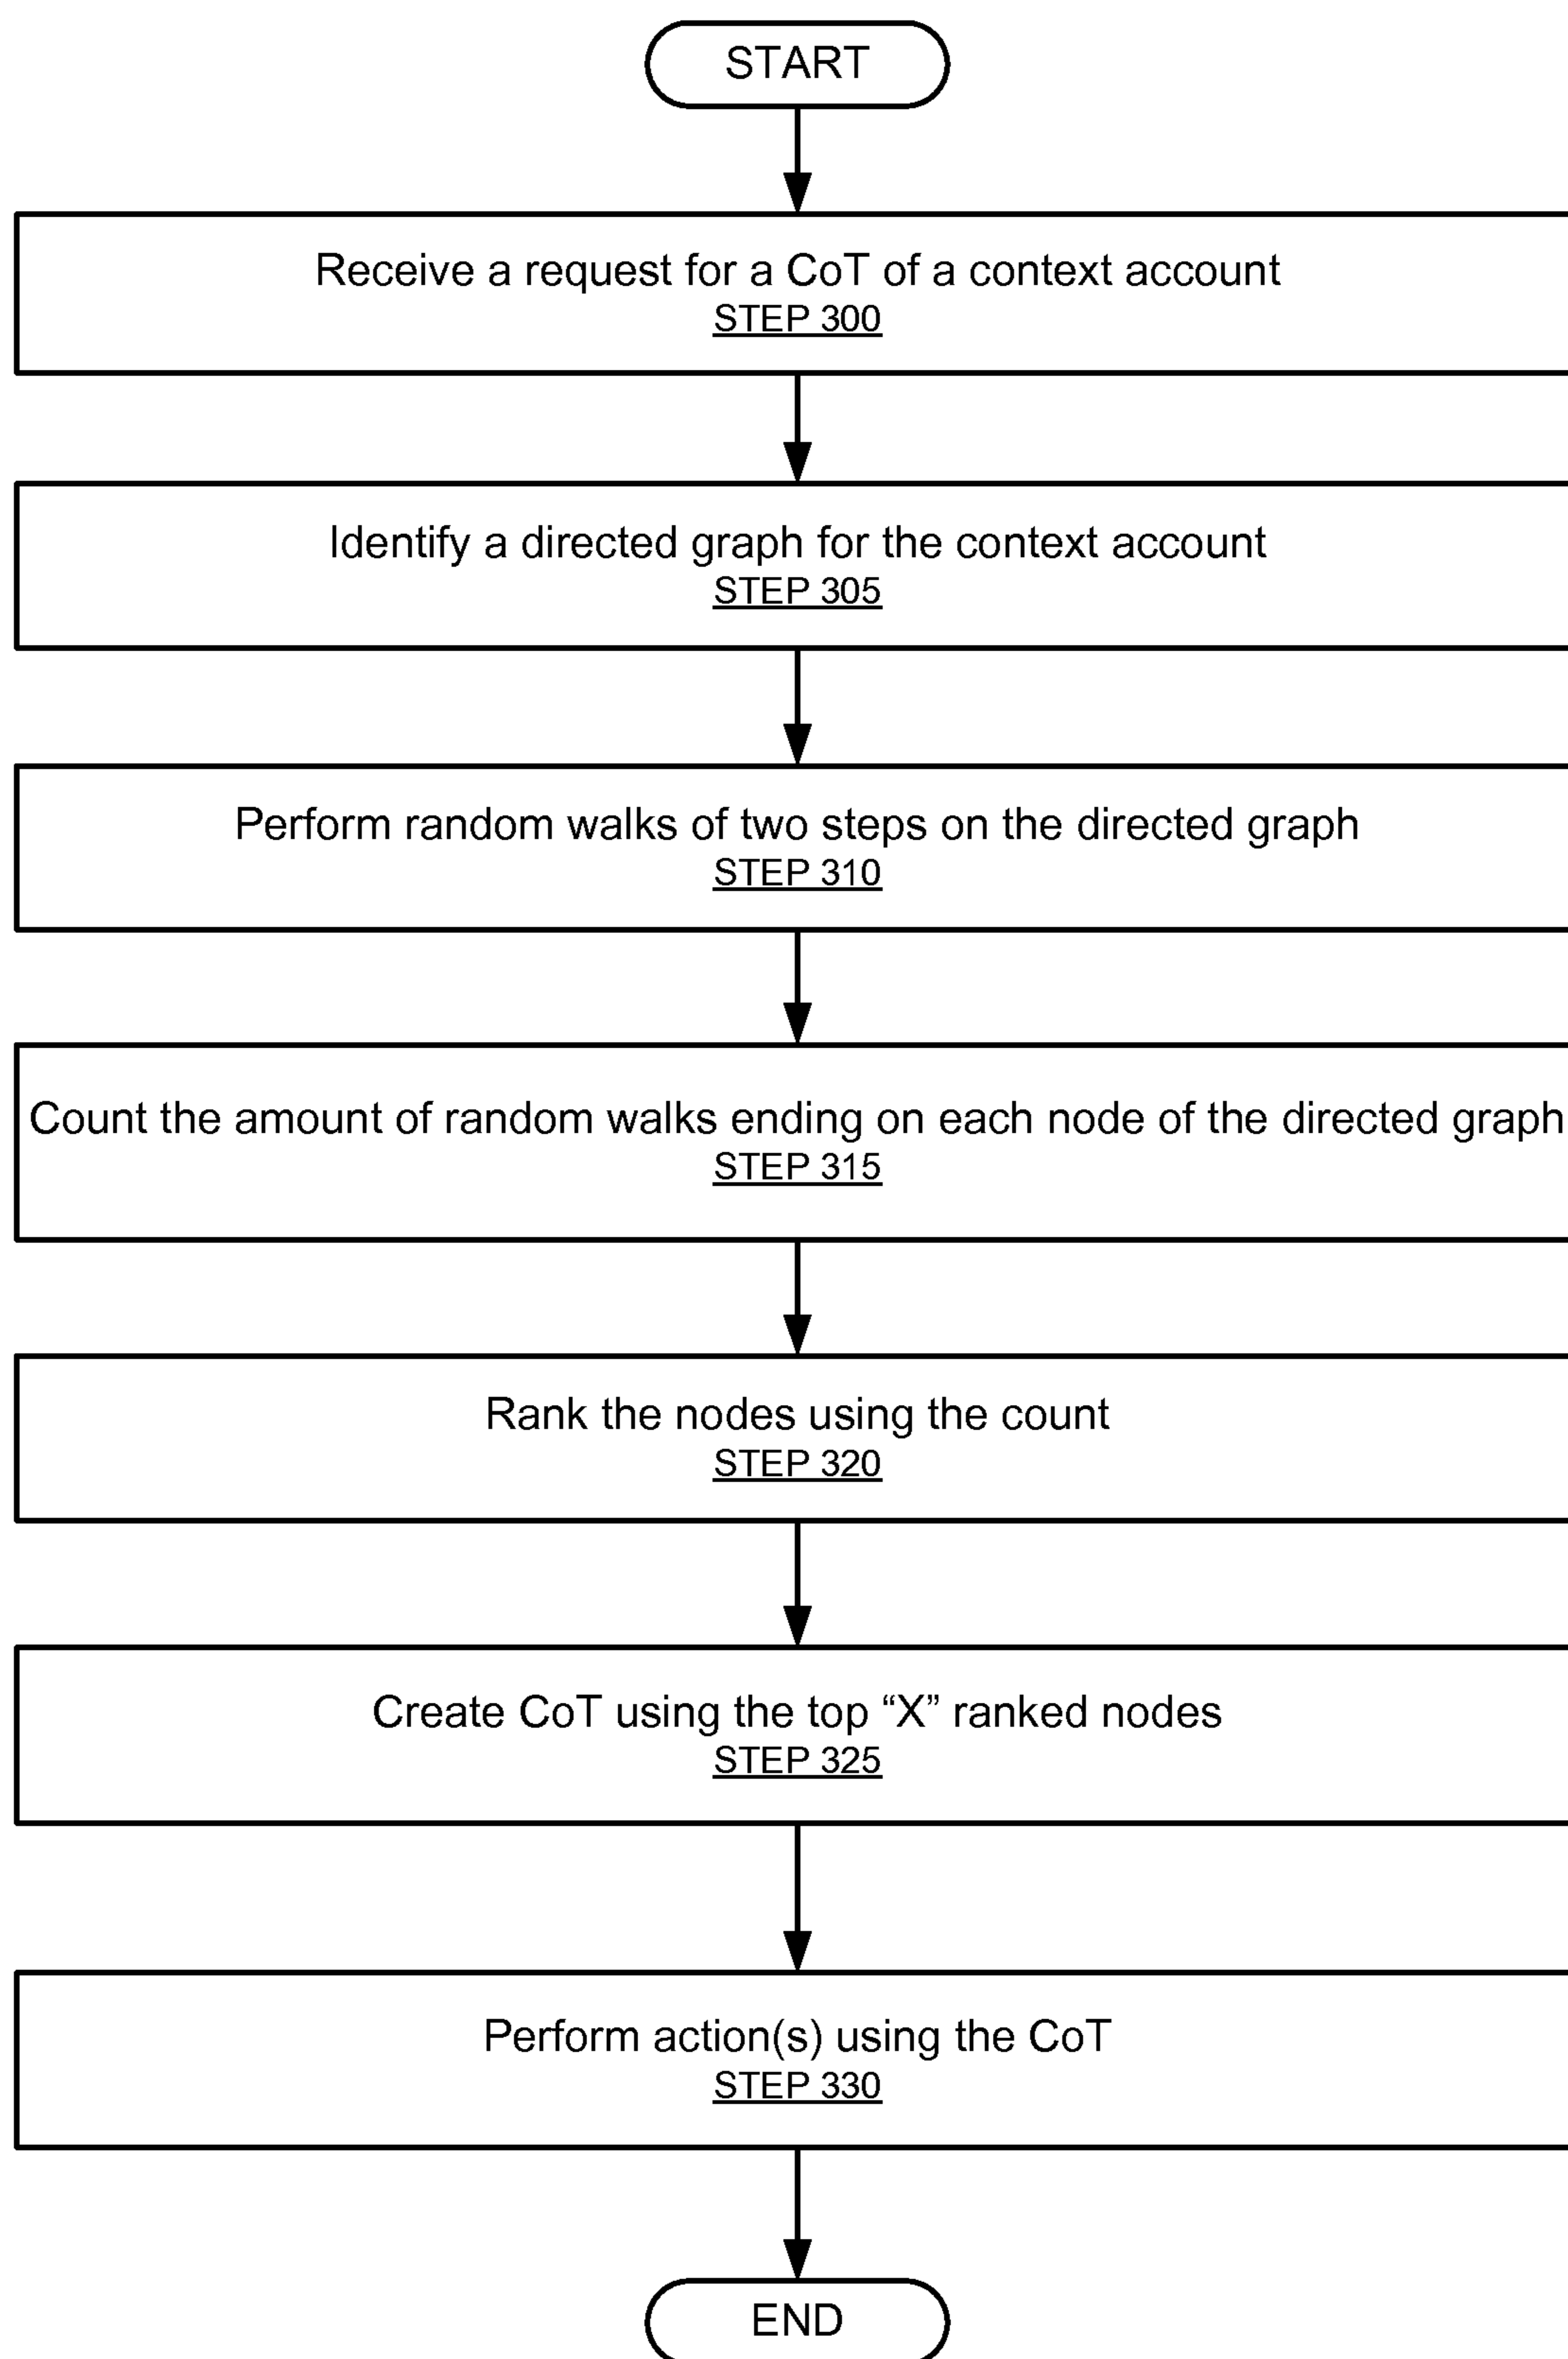 START
Receive a request for a CoT of a context account
STEP 300
Identify a directed graph for the context account
STEP 305
Perform random walks of two steps on the directed graph
STEP 310
Count the amount of random walks ending on each node of the directed graph
STEP 315
Rank the nodes using the count
STEP 320
Create CoT using the top “X” ranked nodes
STEP 325
Perform action(s) using the CoT
STEP 330
END